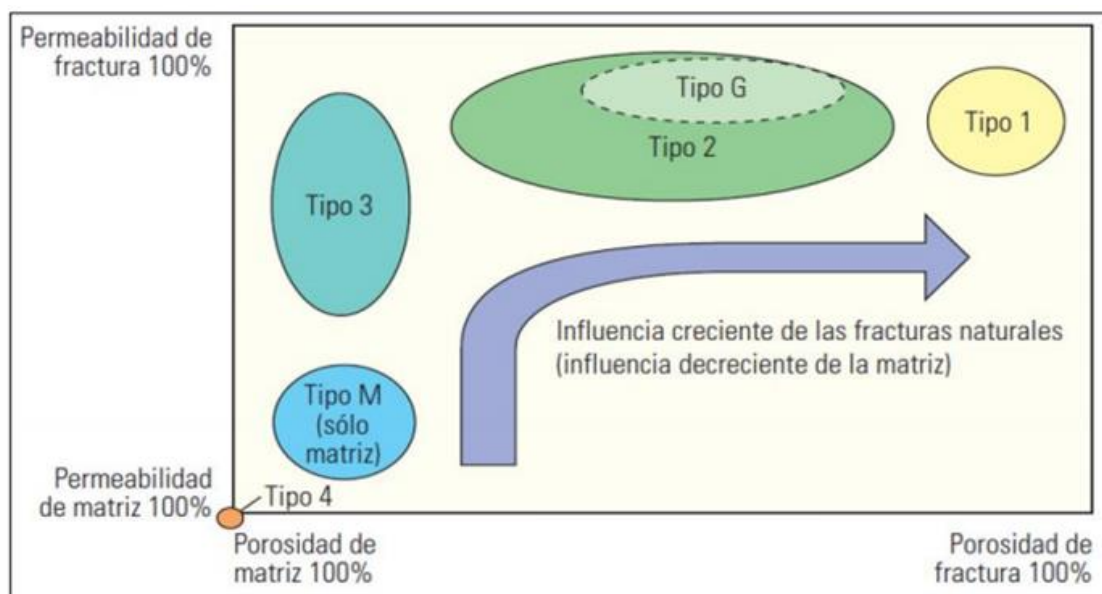 Permeabilidad de
fractura 100%
Tipo G
Tipo 2
Tipo 1
Tipo 3
Influencia creciente de las fracturas naturales
(influencia decreciente de la matriz)
Tipo M
(sólo
matriz)
Permeabilidad
de matriz 100%
Tipo 4
Porosidad de
matriz 100%
Porosidad de
fractura 100%